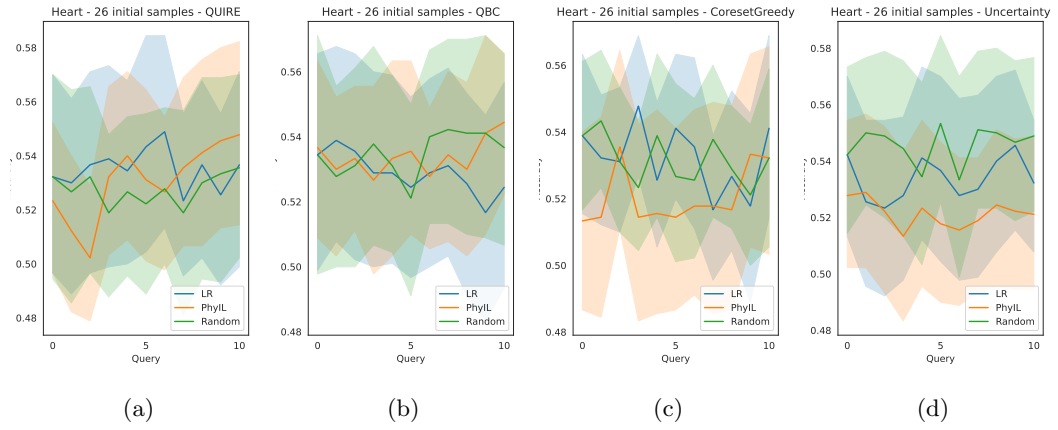 Heart - 26 initial samples - QUIRE
0.58
0.56
0.54
0.52
0.50
0.48
0
5
10
Query
LR
PhyIL
Random
(a)
Heart - 26 initial samples - QBC
0.56
0.54
0.52
0.50
0.48
0
5
10
Query
LR
PhyIL
Random
(b)
Heart - 26 initial samples - CoresetGreedy
0.56
0.54
0.52
0.50
0.48
0
5
10
Query
LR
PhyIL
Random
(c)
Heart - 26 initial samples - Uncertainty
0.58
0.56
0.54
0.52
0.50
0.48
0
5
10
Query
LR
PhyIL
Random
(d)